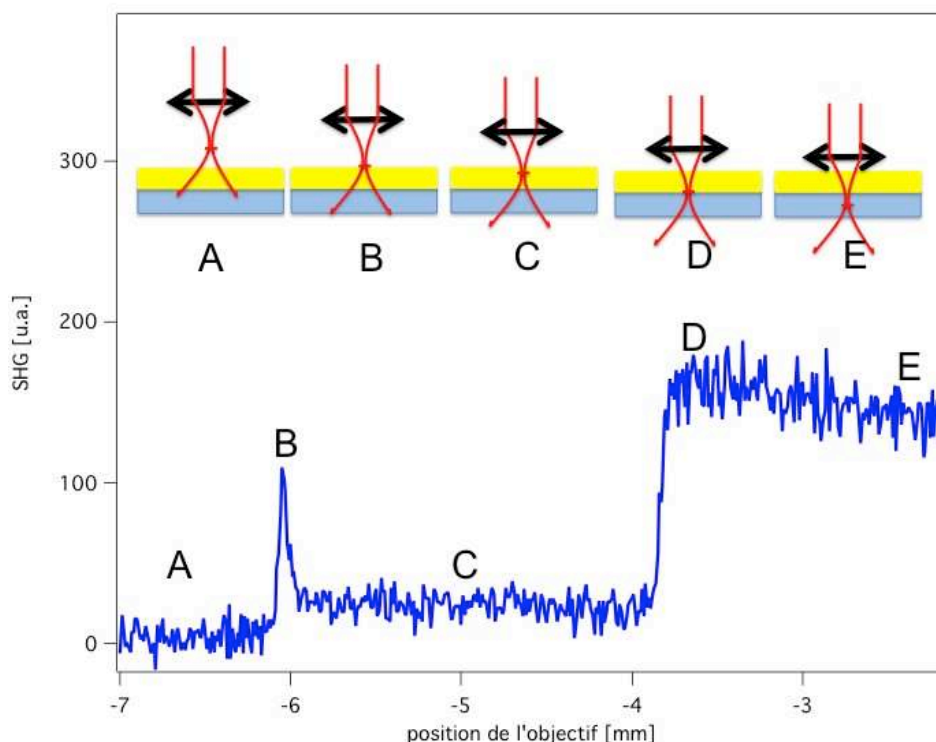 A
B
C
D
E
300
200
100
0
SHG [u.a.]
A
B
C
D
E
-7
-6
-5
-4
-3
position de l'objectif [mm]